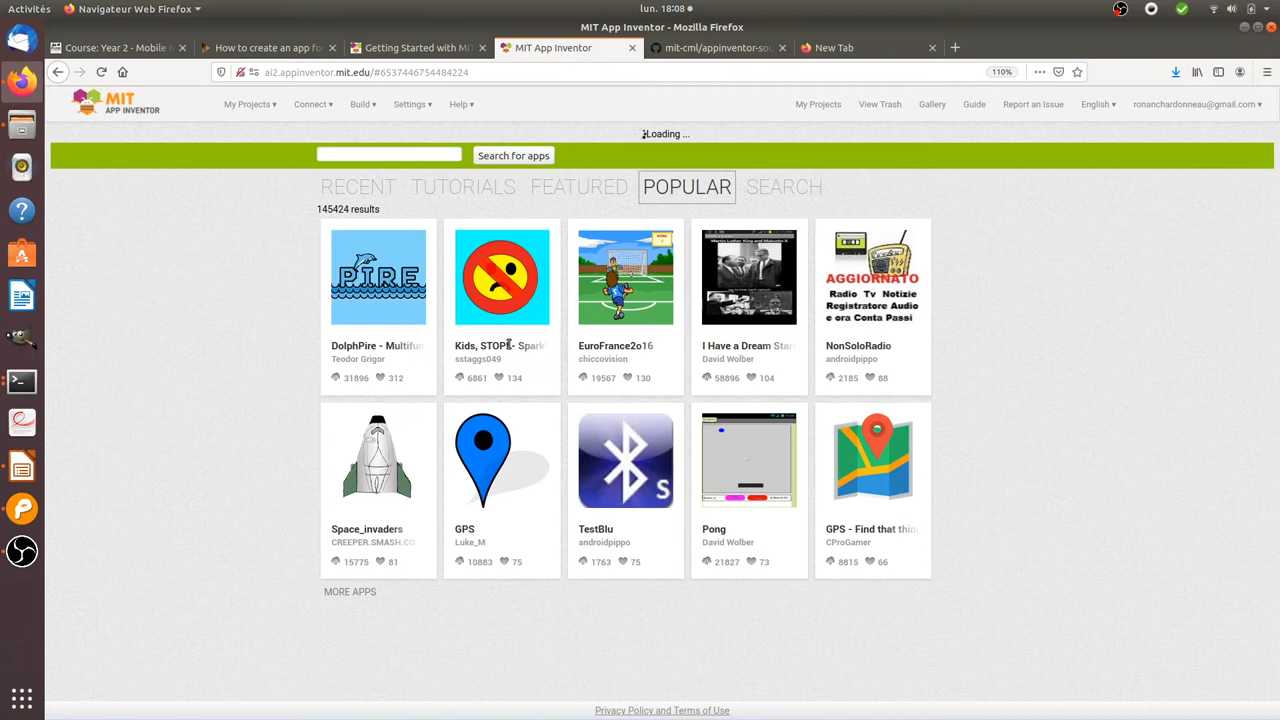 Activités
Navigateur Web Firefox ▾
lun. 18:08
MIT App Inventor - Mozilla Firefox
Course: Year 2 - Mobile M
How to create an app fo
Getting Started with MIT
MIT App Inventor
mit-cml/appinventor-sou
New Tab
ai2.appinventor.mit.edu/#6537446754484224
110%
MIT
APP INVENTOR
My Projects ▾
Connect ▾
Build ▾
Settings ▾
Help ▾
My Projects
View Trash
Gallery
Guide
Report an Issue
English ▾
ronanchardonneau@gmail.com ▾
Loading ...
Search for apps
RECENT
TUTORIALS
FEATURED
POPULAR
SEARCH
145424 results
PIRE
Martin Luther King and Malcolm X
AGGIORNATO
Radio Tv Notizie
Registratore Audio
e ora Conta Passi
DolphPire - Multifun
Kids, STOP!- Spark!
EuroFrance2o16
I Have a Dream Star
NonSoloRadio
Teodor Grigor
sstaggs049
chiccovision
David Wolber
androidpippo
31896 312
6861 134
19567 130
58896 104
2185 88
S
Space_invaders
GPS
TestBlu
Pong
GPS - Find that thin
CREEPER.SMASH.CO
Luke_M
androidpippo
David Wolber
CProGamer
15775 81
10883 75
1763 75
21827 73
8815 66
MORE APPS
Privacy Policy and Terms of Use